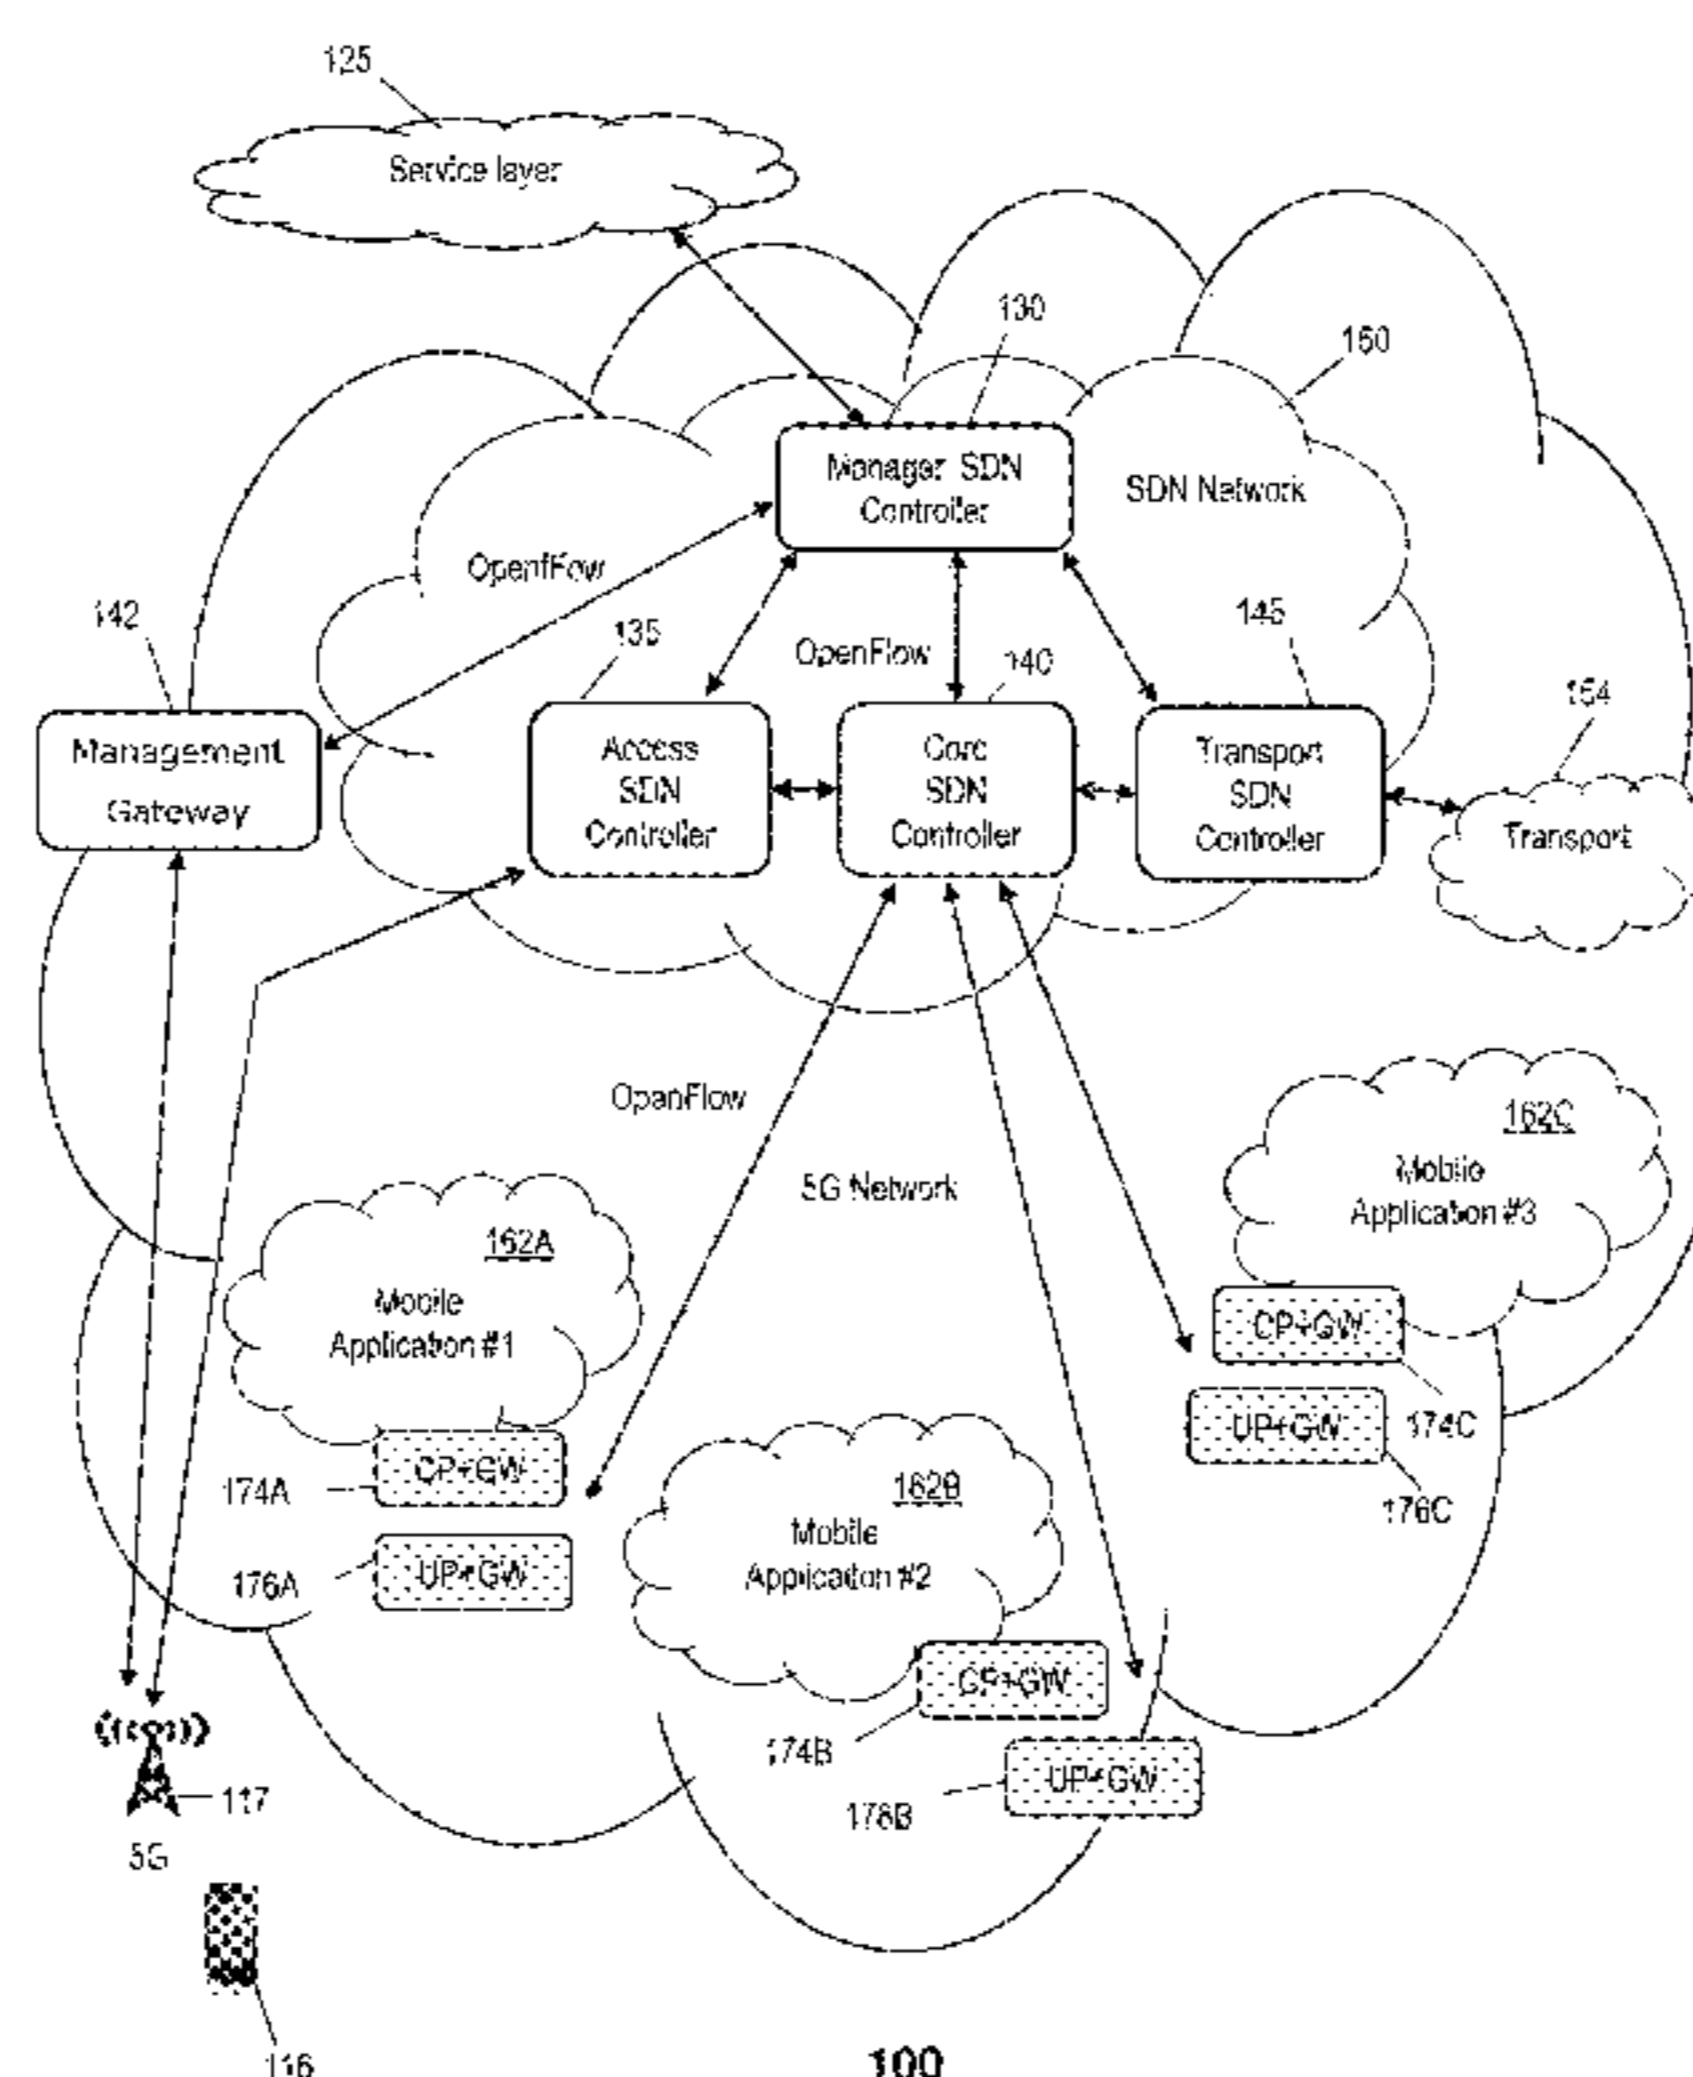 125
Service layer
130
150
Manager SDN
Controller
SDN Network
OpenfFow
142
135
OpenFlow
140
145
154
Management
Gateway
Access
SDN
Controller
Core
SDN
Controller
Transport
SDN
Controller
Transport
OpanFlow
5G Network
162C
Mobile
Application #3
162A
Mobile
Application #1
CP+GW
UP+GW
174C
176C
CP+GW
174A
UP+GW
176A
162B
Mobile
Application #2
CP+GW
174B
UP+GW
176B
117
5G
116
100